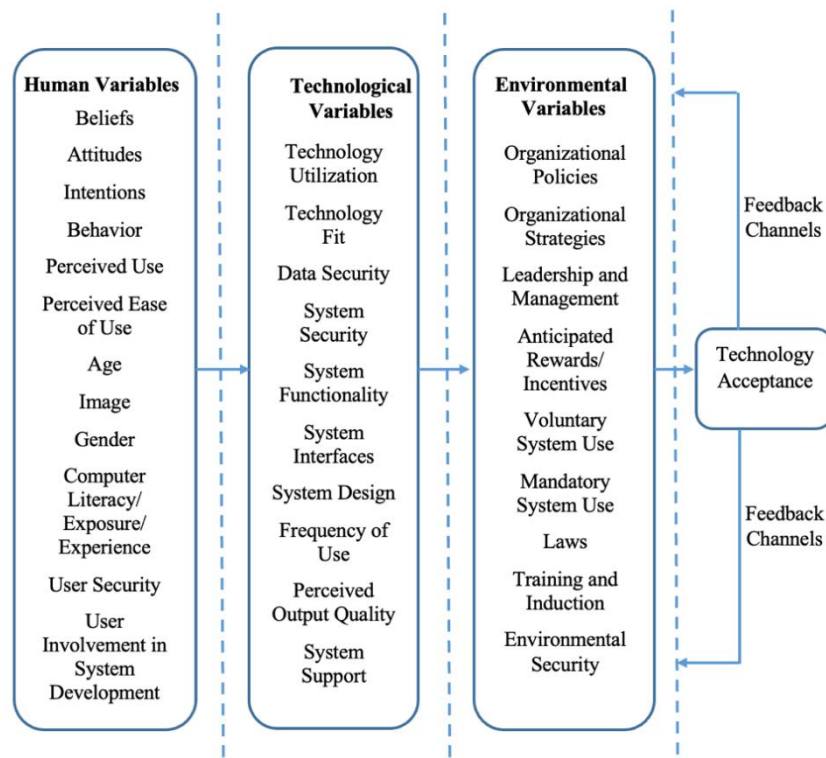 Human Variables
Beliefs
Attitudes
Intentions
Behavior
Perceived Use
Perceived Ease
of Use
Age
Image
Gender
Computer
Literacy/
Exposure/
Experience
User Security
User
Involvement in
System
Development
Technological
Variables
Technology
Utilization
Technology
Fit
Data Security
System
Security
System
Functionality
System
Interfaces
System Design
Frequency of
Use
Perceived
Output Quality
System
Support
Environmental
Variables
Organizational
Policies
Organizational
Strategies
Leadership and
Management
Anticipated
Rewards/
Incentives
Voluntary
System Use
Mandatory
System Use
Laws
Training and
Induction
Environmental
Security
Feedback
Channels
Technology
Acceptance
Feedback
Channels